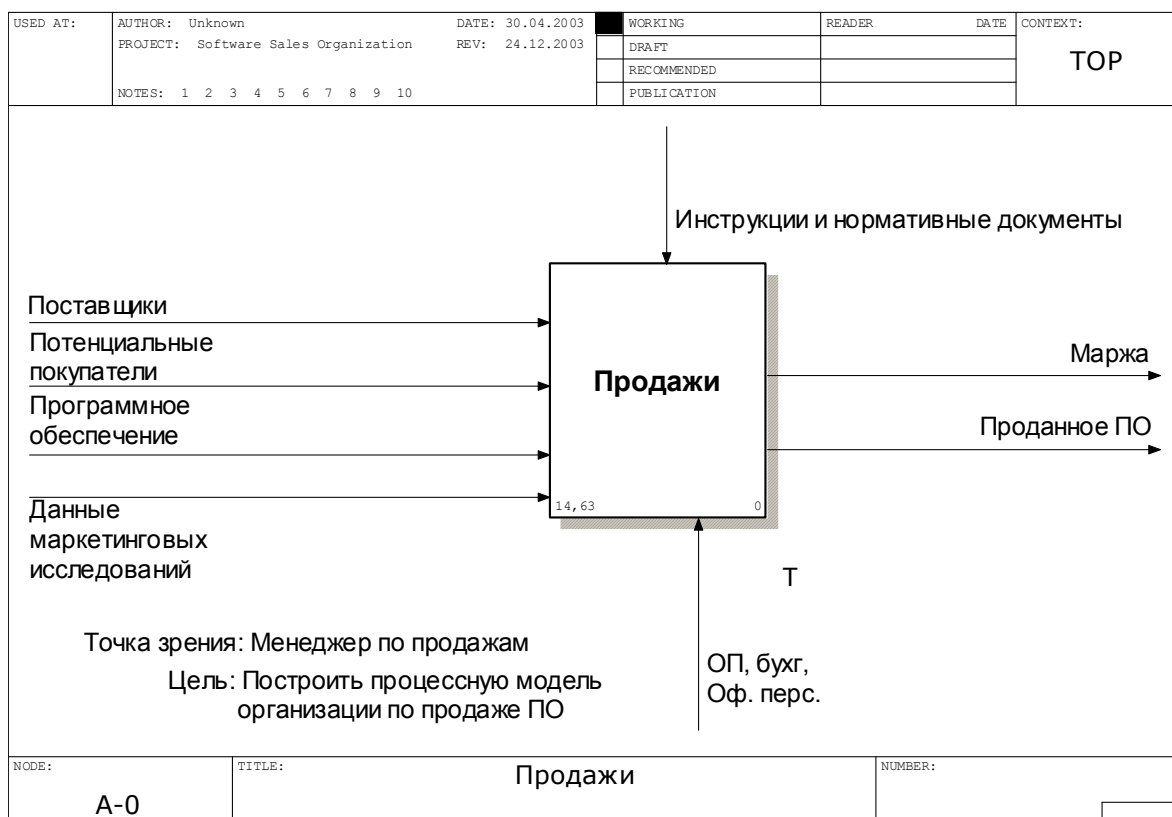 USED AT:
AUTHOR: Unknown
DATE: 30.04.2003
WORKING
READER
DATE
CONTEXT:
PROJECT: Software Sales Organization
REV: 24.12.2003
DRAFT
TOP
RECOMMENDED
NOTES: 1 2 3 4 5 6 7 8 9 10
PUBLICATION
Инструкции и нормативные документы
Поставщики
Потенциальные
покупатели
Программное
обеспечение
Данные
маркетинговых
исследований
Продажи
14,63
0
Маржа
Проданное ПО
Т
Точка зрения: Менеджер по продажам
Цель: Построить процессную модель
организации по продаже ПО
ОП, бухг,
Оф. перс.
NODE:
A-0
TITLE:
Продажи
NUMBER: